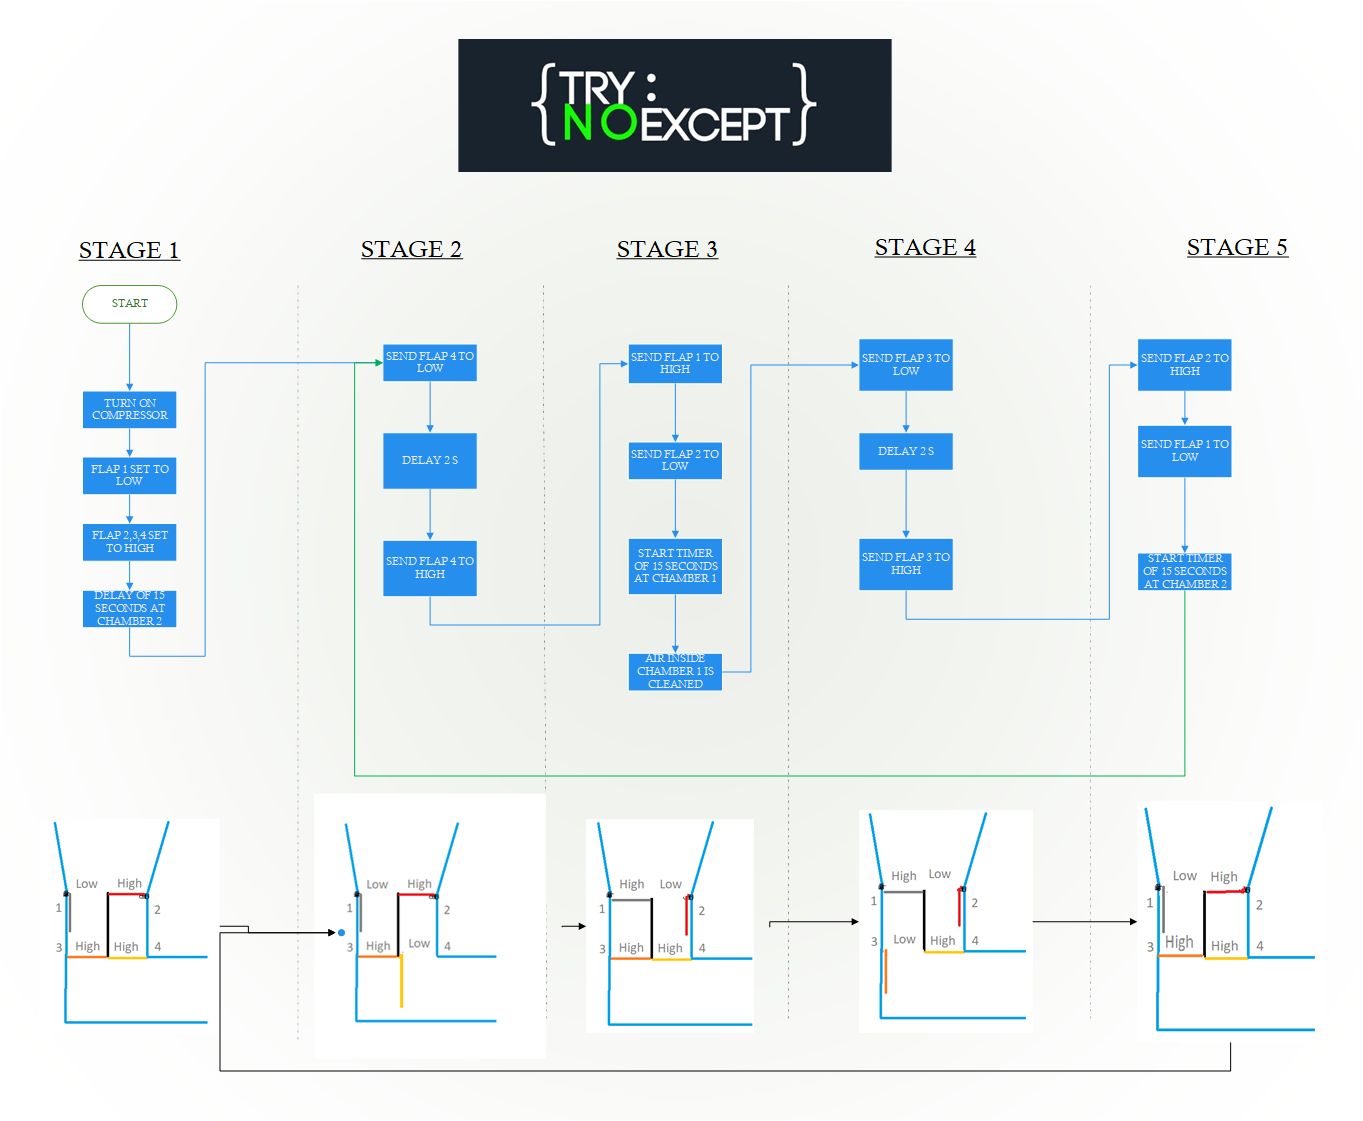 {TRY :
NO EXCEPT}
STAGE 1
STAGE 2
STAGE 3
STAGE 4
STAGE 5
START
TURN ON
COMPRESSOR
FLAP 1 SET TO
LOW
FLAP 2,3,4 SET
TO HIGH
DELAY OF 15
SECONDS AT
CHAMBER 2
SEND FLAP 4 TO
LOW
DELAY 2 S
SEND FLAP 4 TO
HIGH
SEND FLAP 1 TO
HIGH
SEND FLAP 2 TO
LOW
START TIMER
OF 15 SECONDS
AT CHAMBER 1
AIR INSIDE
CHAMBER 1 IS
CLEANED
SEND FLAP 3 TO
LOW
DELAY 2 S
SEND FLAP 3 TO
HIGH
SEND FLAP 2 TO
HIGH
SEND FLAP 1 TO
LOW
START TIMER
OF 15 SECONDS
AT CHAMBER 2
Low High
1 2
3 High High 4
Low High
1 2
3 High Low 4
High Low
1 2
3 High High 4
High Low
1 2
3 Low High 4
Low High
1 2
3 High High 4